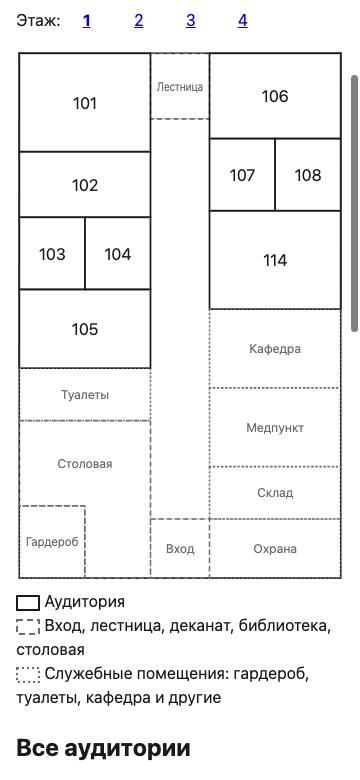 Этаж: 1 2 3 4
Лестница
101
106
107 108
102
103 104
114
105
Кафедра
Туалеты
Медпункт
Столовая
Склад
Гардероб
Вход
Охрана
Аудитория
Вход, лестница, деканат, библиотека,
столовая
Служебные помещения: гардероб,
туалеты, кафедра и другие
Все аудитории